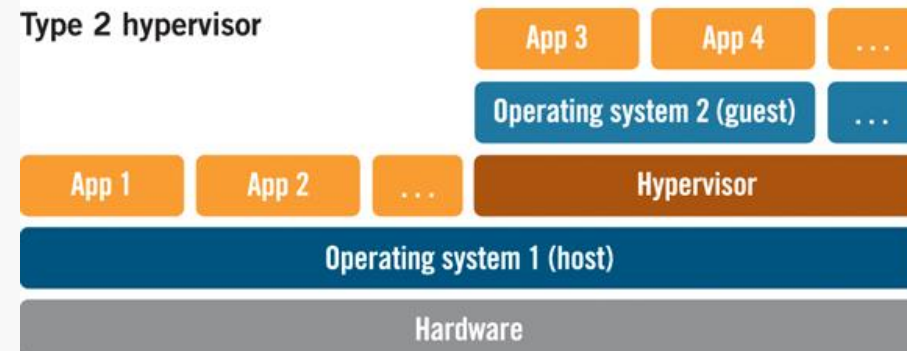 Type 2 hypervisor
App 3 App 4 ...
Operating system 2 (guest) ...
App 1 App 2 ... Hypervisor
Operating system 1 (host)
Hardware